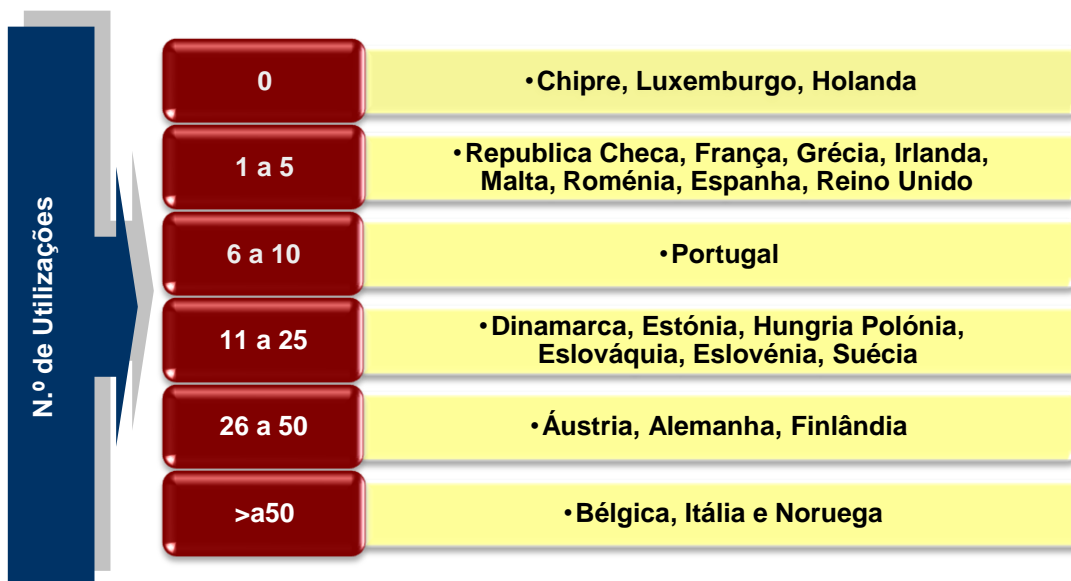 N.º de Utilizações
0
•Chipre, Luxemburgo, Holanda
1 a 5
•Republica Checa, França, Grécia, Irlanda,
Malta, Roménia, Espanha, Reino Unido
6 a 10
•Portugal
11 a 25
•Dinamarca, Estónia, Hungria Polónia,
Eslováquia, Eslovénia, Suécia
26 a 50
•Áustria, Alemanha, Finlândia
>a50
•Bélgica, Itália e Noruega